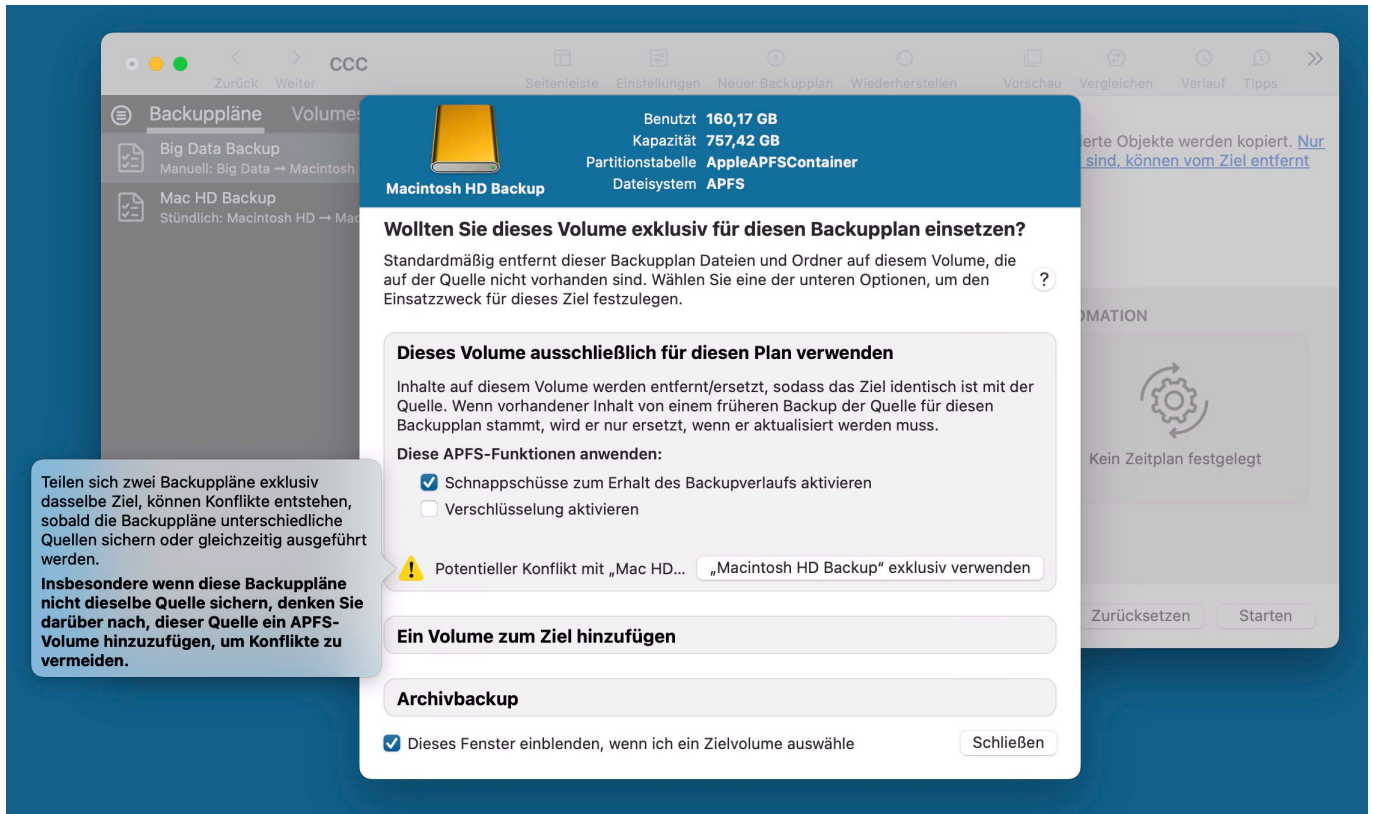 CCC
Zurück
Weiter
Seitenleiste
Einstellungen
Neuer Backupplan
Wiederherstellen
Vorschau
Vergleichen
Verlauf
Tipps
Backuppläne
Volumes
Big Data Backup
Manuell: Big Data → Macintosh
Mac HD Backup
Stündlich: Macintosh HD → Mac
Macintosh HD Backup
Benutzt 160,17 GB
Kapazität 757,42 GB
Partitionstabelle AppleAPFSContainer
Dateisystem APFS
Wollten Sie dieses Volume exklusiv für diesen Backupplan einsetzen?
Standardmäßig entfernt dieser Backupplan Dateien und Ordner auf diesem Volume, die
auf der Quelle nicht vorhanden sind. Wählen Sie eine der unteren Optionen, um den
Einsatzzweck für dieses Ziel festzulegen.
?
Dieses Volume ausschließlich für diesen Plan verwenden
Inhalte auf diesem Volume werden entfernt/ersetzt, sodass das Ziel identisch ist mit der
Quelle. Wenn vorhandener Inhalt von einem früheren Backup der Quelle für diesen
Backupplan stammt, wird er nur ersetzt, wenn er aktualisiert werden muss.
Diese APFS-Funktionen anwenden:
Schnappschüsse zum Erhalt des Backupverlaufs aktivieren
Verschlüsselung aktivieren
Potentieller Konflikt mit „Mac HD...
„Macintosh HD Backup“ exklusiv verwenden
Ein Volume zum Ziel hinzufügen
Archivbackup
Dieses Fenster einblenden, wenn ich ein Zielvolume auswähle
Schließen
Teilen sich zwei Backuppläne exklusiv
dasselbe Ziel, können Konflikte entstehen,
sobald die Backuppläne unterschiedliche
Quellen sichern oder gleichzeitig ausgeführt
werden.
Insbesondere wenn diese Backuppläne
nicht dieselbe Quelle sichern, denken Sie
darüber nach, dieser Quelle ein APFS-
Volume hinzuzufügen, um Konflikte zu
vermeiden.
erte Objekte werden kopiert. Nur
sind, können vom Ziel entfernt
OMATION
Kein Zeitplan festgelegt
Zurücksetzen
Starten